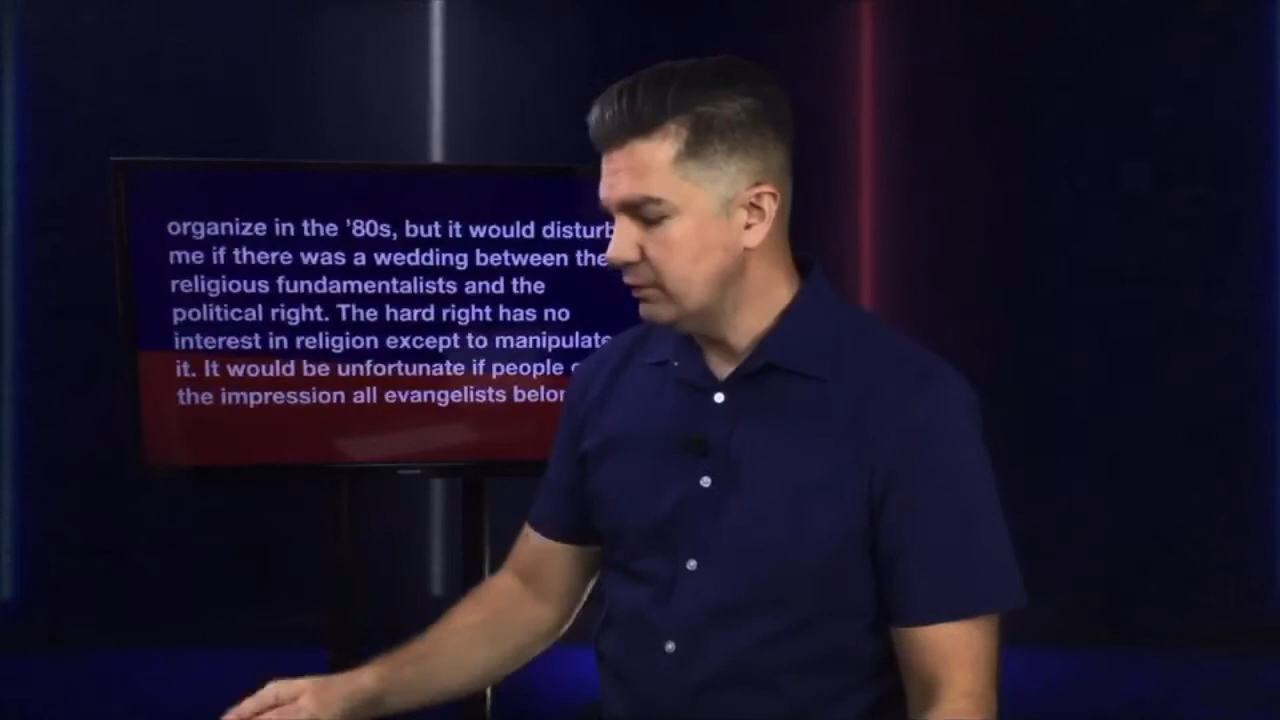 organize in the '80s, but it would disturb
me if there was a wedding between the
religious fundamentalists and the
political right. The hard right has no
interest in religion except to manipulate
it. It would be unfortunate if people
the impression all evangelists